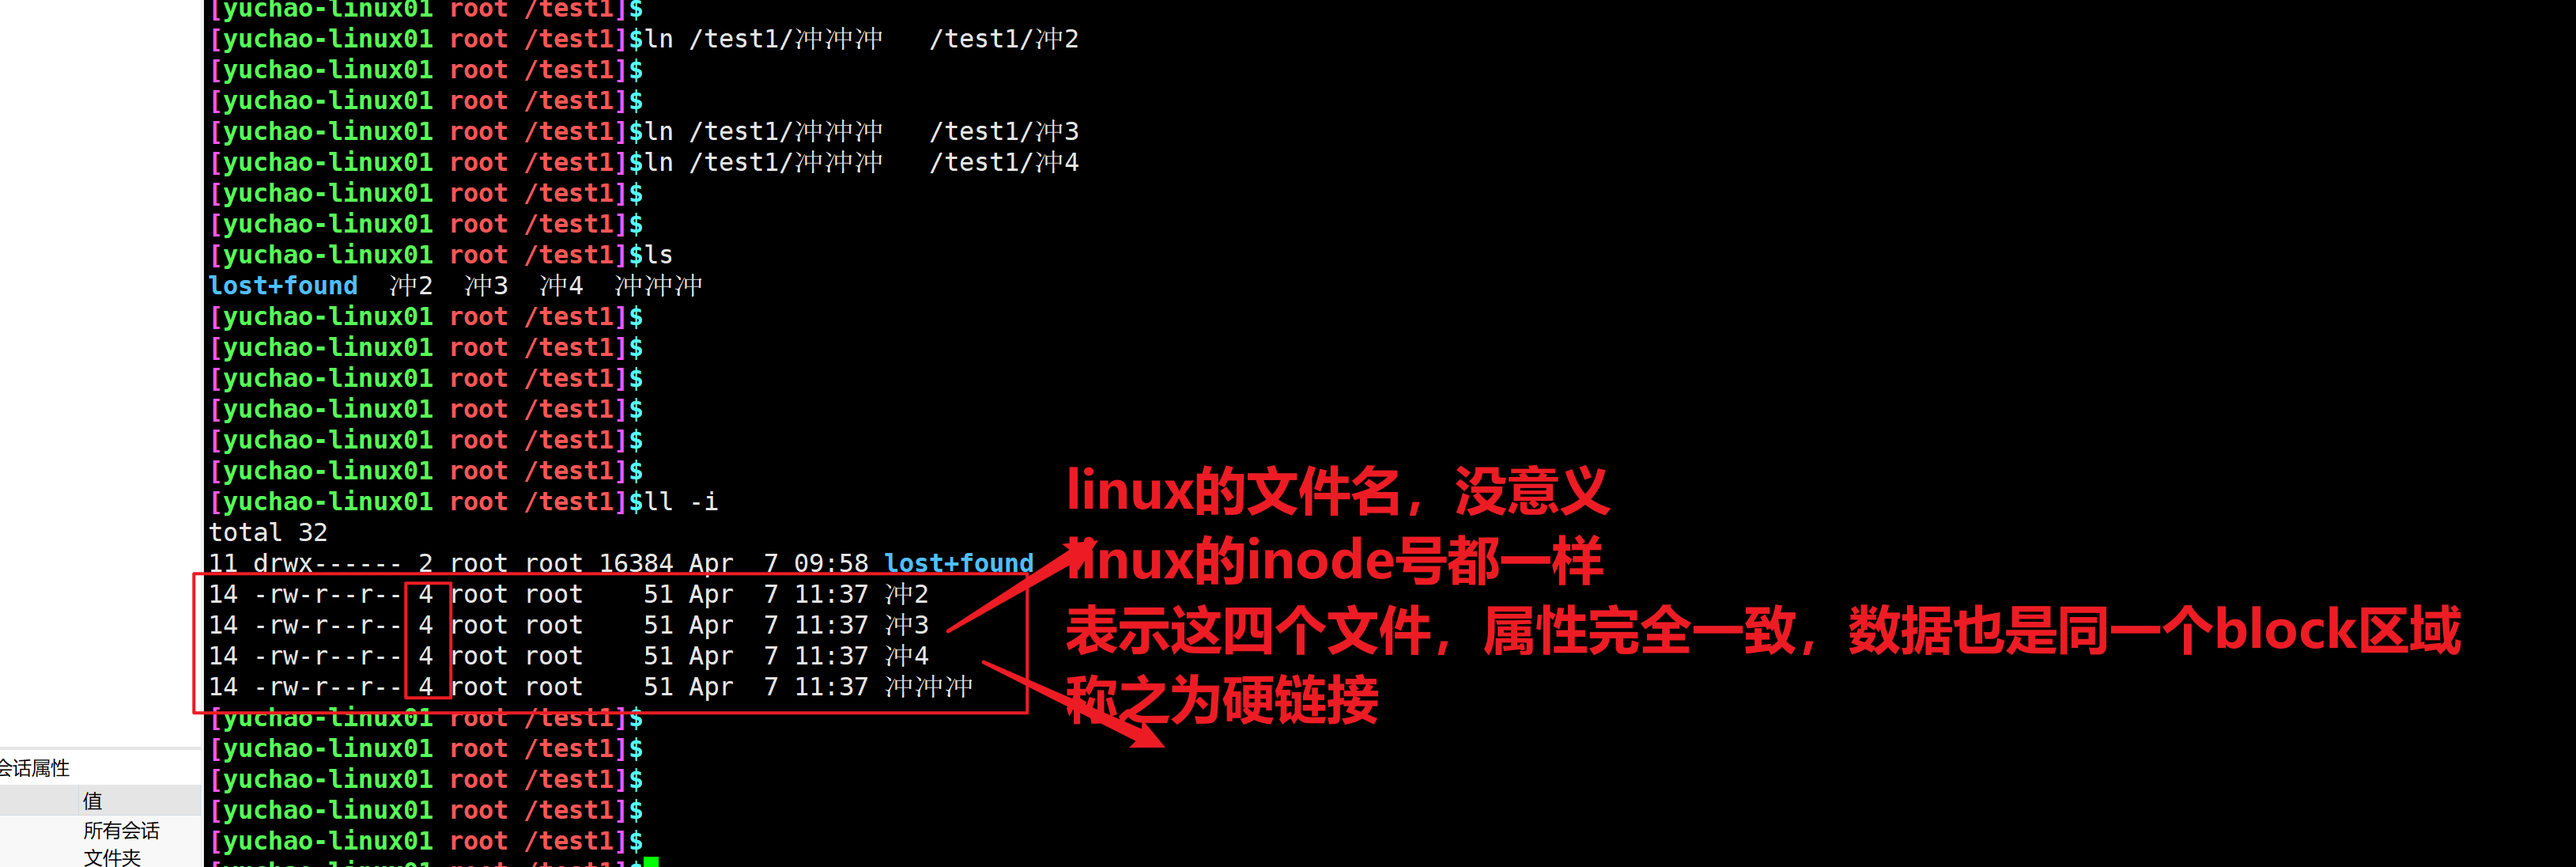 [yuchao-linux01 root /test1]$
[yuchao-linux01 root /test1]$ln /test1/冲冲冲   /test1/冲2
[yuchao-linux01 root /test1]$
[yuchao-linux01 root /test1]$
[yuchao-linux01 root /test1]$ln /test1/冲冲冲   /test1/冲3
[yuchao-linux01 root /test1]$ln /test1/冲冲冲   /test1/冲4
[yuchao-linux01 root /test1]$
[yuchao-linux01 root /test1]$
[yuchao-linux01 root /test1]$ls
lost+found  冲2  冲3  冲4  冲冲冲
[yuchao-linux01 root /test1]$
[yuchao-linux01 root /test1]$
[yuchao-linux01 root /test1]$
[yuchao-linux01 root /test1]$
[yuchao-linux01 root /test1]$
[yuchao-linux01 root /test1]$
[yuchao-linux01 root /test1]$ll -i
total 32
11 drwx------ 2 root root 16384 Apr  7 09:58 lost+found
14 -rw-r--r-- 4 root root    51 Apr  7 11:37 冲2
14 -rw-r--r-- 4 root root    51 Apr  7 11:37 冲3
14 -rw-r--r-- 4 root root    51 Apr  7 11:37 冲4
14 -rw-r--r-- 4 root root    51 Apr  7 11:37 冲冲冲
[yuchao-linux01 root /test1]$
[yuchao-linux01 root /test1]$
[yuchao-linux01 root /test1]$
[yuchao-linux01 root /test1]$
[yuchao-linux01 root /test1]$
[yuchao-linux01 root /test1]$
linux的文件名，没意义
linux的inode号都一样
表示这四个文件，属性完全一致，数据也是同一个block区域
称之为硬链接
会话属性
值
所有会话
文件夹